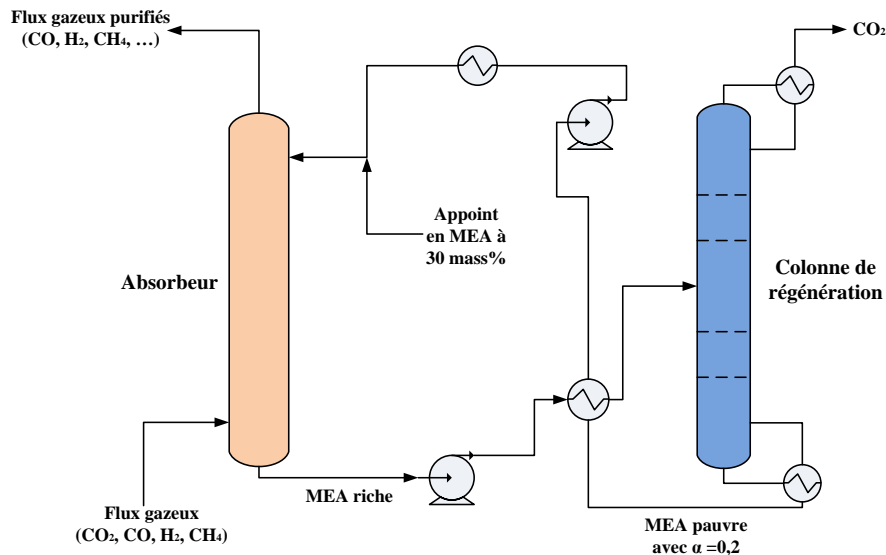 Flux gazeux purifiés
(CO, H₂, CH₄, …)
CO₂
Appoint
en MEA à
30 mass%
Absorbeur
Colonne de
régénération
MEA riche
Flux gazeux
(CO₂, CO, H₂, CH₄)
MEA pauvre
avec α =0,2